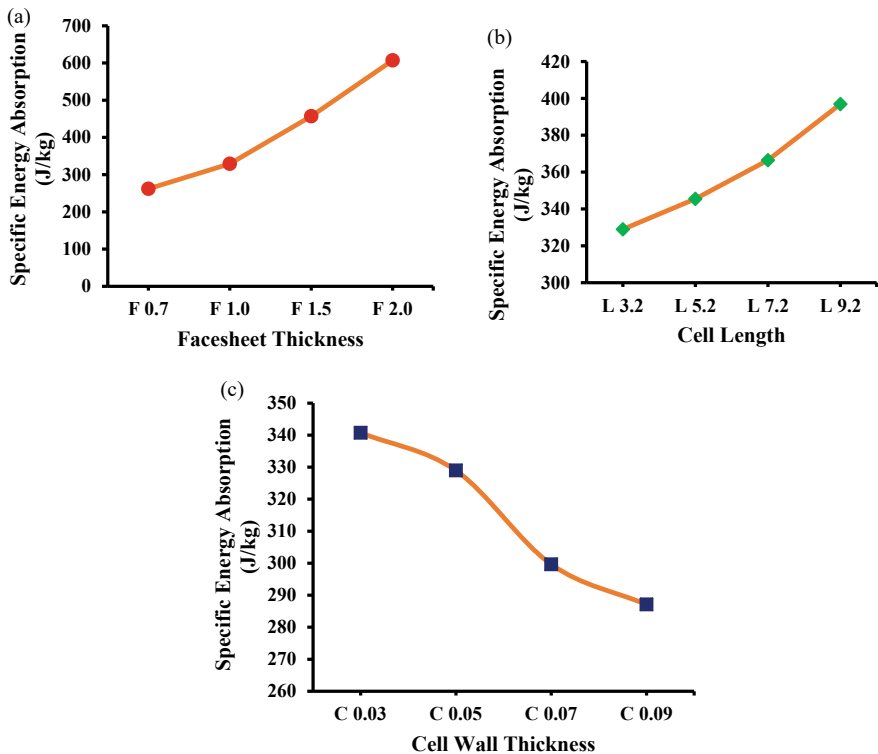 (a)
Specific Energy Absorption
(J/kg)
700
600
500
400
300
200
100
0
F 0.7 F 1.0 F 1.5 F 2.0
Facesheet Thickness
(b)
Specific Energy Absorption
(J/kg)
420
400
380
360
340
320
300
L 3.2 L 5.2 L 7.2 L 9.2
Cell Length
(c)
Specific Energy Absorption
(J/kg)
350
340
330
320
310
300
290
280
270
260
C 0.03 C 0.05 C 0.07 C 0.09
Cell Wall Thickness